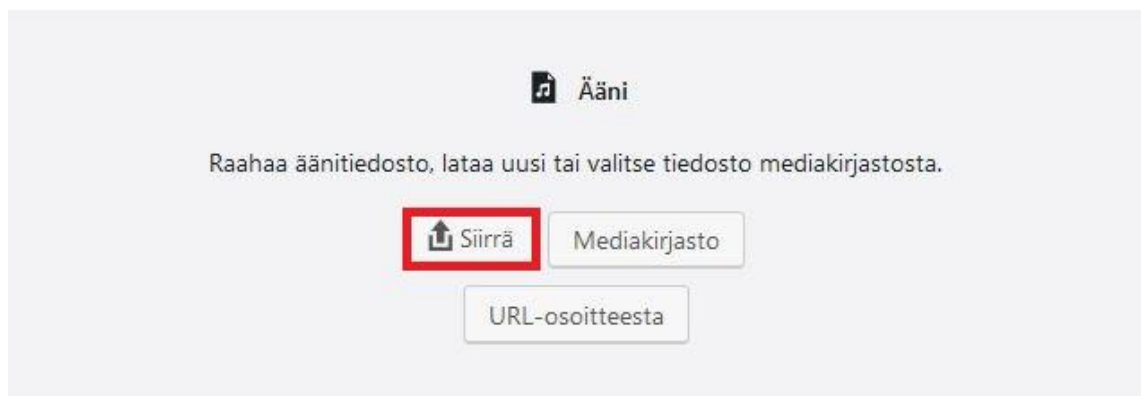 Ääni
Raahaa äänitiedosto, lataa uusi tai valitse tiedosto mediakirjastosta.
Siirrä Mediakirjasto
URL-osoitteesta